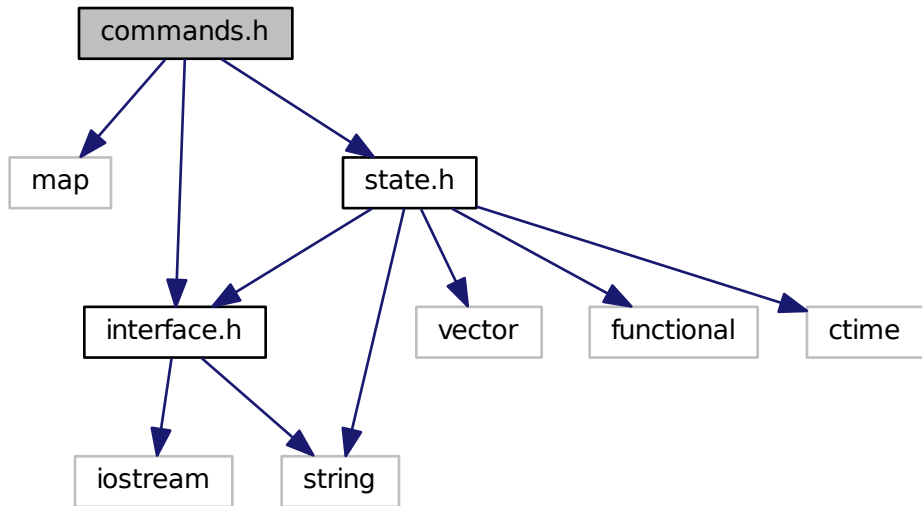 commands.h
map
state.h
interface.h
vector
functional
ctime
iostream
string